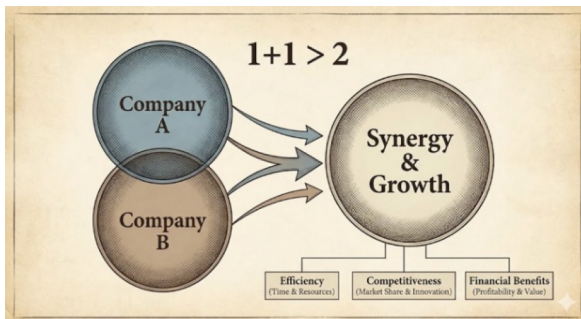 1+1 > 2
Company
A
Company
B
Synergy
&
Growth
Efficiency
(Time & Resources)
Competitiveness
(Market Share & Innovation)
Financial Benefits
(Profitability & Value)